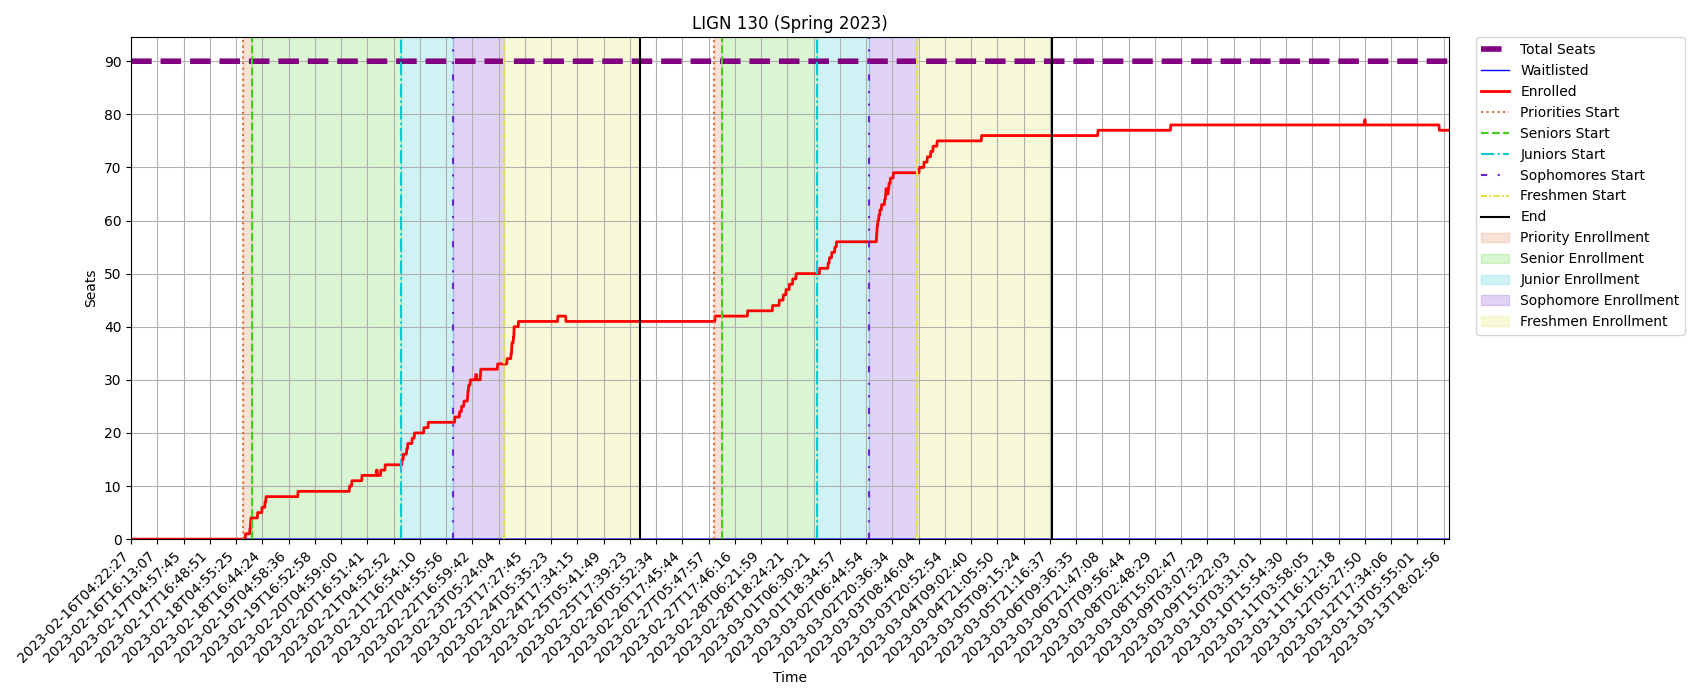 LIGN 130 (Spring 2023)
Seats
90
80
70
60
50
40
30
20
10
0
2023-02-16T04:22:27
2023-02-16T16:13:07
2023-02-17T04:57:45
2023-02-17T16:48:51
2023-02-18T04:55:25
2023-02-18T16:44:24
2023-02-19T04:58:36
2023-02-19T16:52:58
2023-02-20T04:59:00
2023-02-20T16:51:41
2023-02-21T04:52:52
2023-02-21T16:54:10
2023-02-22T04:55:56
2023-02-22T16:59:42
2023-02-23T05:24:04
2023-02-23T17:27:45
2023-02-24T05:35:23
2023-02-24T17:34:15
2023-02-25T05:41:49
2023-02-25T17:39:23
2023-02-26T05:52:34
2023-02-26T17:45:44
2023-02-27T05:47:57
2023-02-27T17:46:16
2023-02-28T06:21:59
2023-02-28T18:24:21
2023-03-01T06:30:21
2023-03-01T18:34:57
2023-03-02T06:44:54
2023-03-02T20:36:34
2023-03-03T08:46:04
2023-03-03T20:52:54
2023-03-04T09:02:40
2023-03-04T21:05:50
2023-03-05T09:15:24
2023-03-05T21:16:37
2023-03-06T09:36:35
2023-03-06T21:47:08
2023-03-07T09:56:44
2023-03-08T02:48:29
2023-03-08T15:02:47
2023-03-09T03:07:29
2023-03-09T15:22:03
2023-03-10T03:31:01
2023-03-10T15:54:30
2023-03-11T03:58:05
2023-03-11T16:12:18
2023-03-12T05:27:50
2023-03-12T17:34:06
2023-03-13T05:55:01
2023-03-13T18:02:56
Time
Total Seats
Waitlisted
Enrolled
Priorities Start
Seniors Start
Juniors Start
Sophomores Start
Freshmen Start
End
Priority Enrollment
Senior Enrollment
Junior Enrollment
Sophomore Enrollment
Freshmen Enrollment